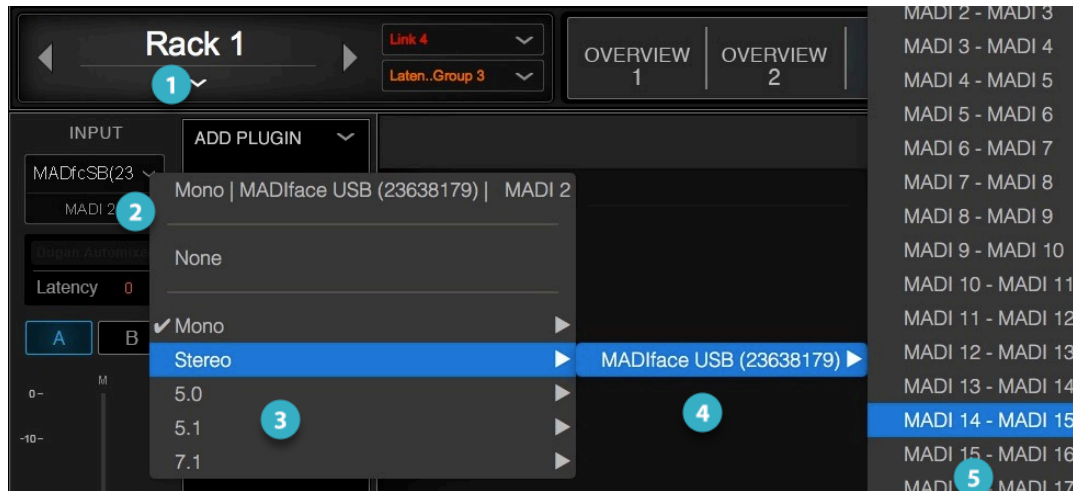 Rack 1
1
Link 4
Laten..Group 3
OVERVIEW
1
OVERVIEW
2
INPUT
MADfcSB(23
MADI 2
2
ADD PLUGIN
Dugan Automixe
Latency 0
A
B
M
0-
-10-
Mono | MADIface USB (23638179) | MADI 2
None
✔Mono
Stereo
5.0
5.1
7.1
3
MADIface USB (23638179)
4
MADI 2 - MADI 3
MADI 3 - MADI 4
MADI 4 - MADI 5
MADI 5 - MADI 6
MADI 6 - MADI 7
MADI 7 - MADI 8
MADI 8 - MADI 9
MADI 9 - MADI 10
MADI 10 - MADI 11
MADI 11 - MADI 12
MADI 12 - MADI 13
MADI 13 - MADI 14
MADI 14 - MADI 15
MADI 15 - MADI 16
MADI MADI 17
5